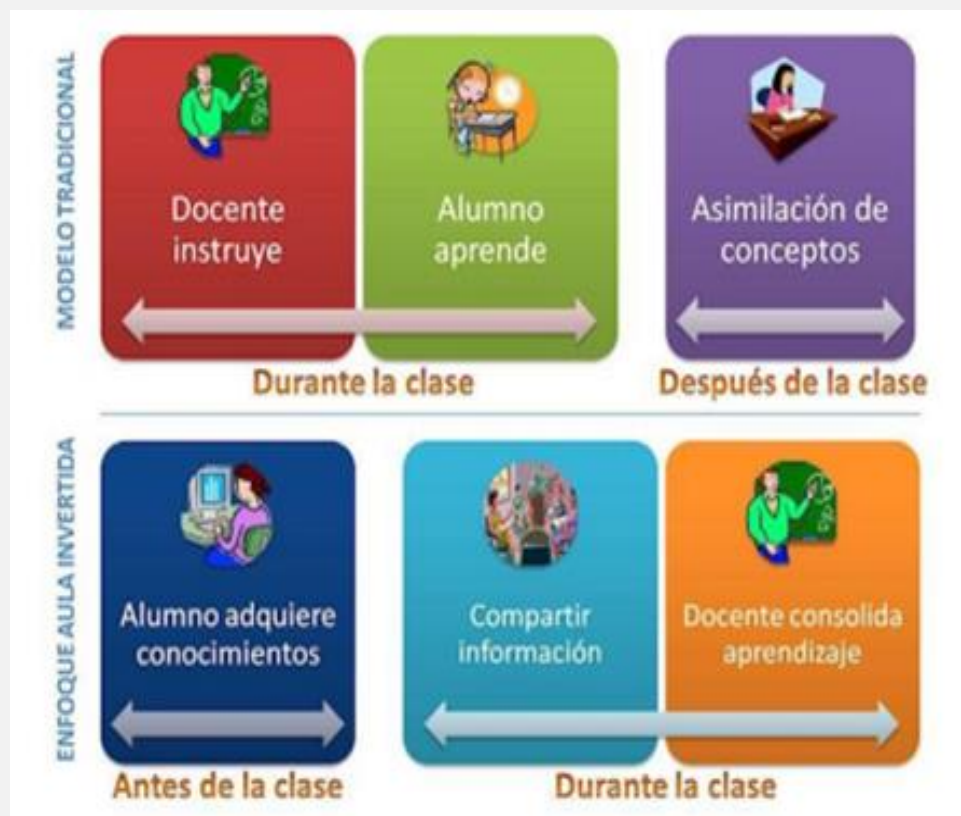 MODELO TRADICIONAL
Docente
instruye
Alumno
aprende
Asimilación de
conceptos
Durante la clase
Después de la clase
ENFOQUE AULA INVERTIDA
Alumno adquiere
conocimientos
Compartir
información
Docente consolida
aprendizaje
Antes de la clase
Durante la clase